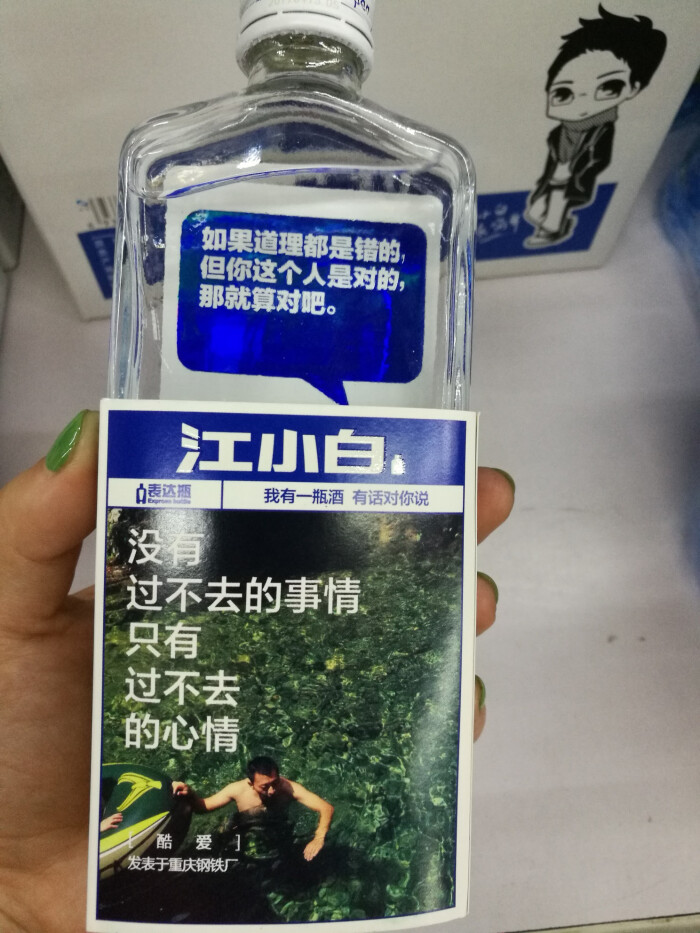 如果道理都是错的,
但你这个人是对的,
那就算对吧。
江小白
表达瓶
Express bottle
我有一瓶酒 有话对你说
没有
过不去的事情
只有
过不去
的心情
[ 酷 爱 ]
发表于重庆钢铁厂